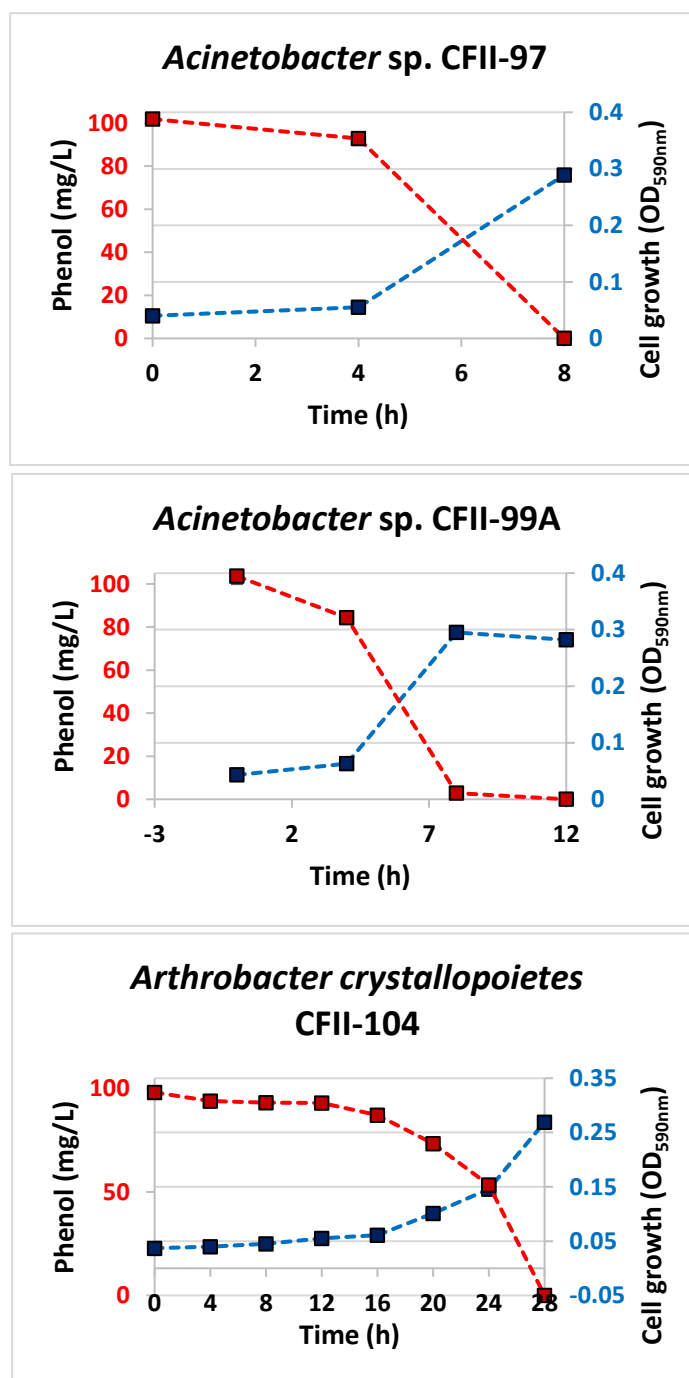 Acinetobacter sp. CFII-97
Phenol (mg/L)
100
80
60
40
20
0
0 2 4 6 8
Time (h)
0.4
0.3
0.2
0.1
0
Cell growth (OD590nm)
Acinetobacter sp. CFII-99A
Phenol (mg/L)
100
80
60
40
20
0
-3 2 7 12
Time (h)
0.4
0.3
0.2
0.1
0
Cell growth (OD590nm)
Arthrobacter crystallopoietes
CFII-104
Phenol (mg/L)
100
50
0
0 4 8 12 16 20 24 28
Time (h)
0.35
0.25
0.15
0.05
-0.05
Cell growth (OD590nm)